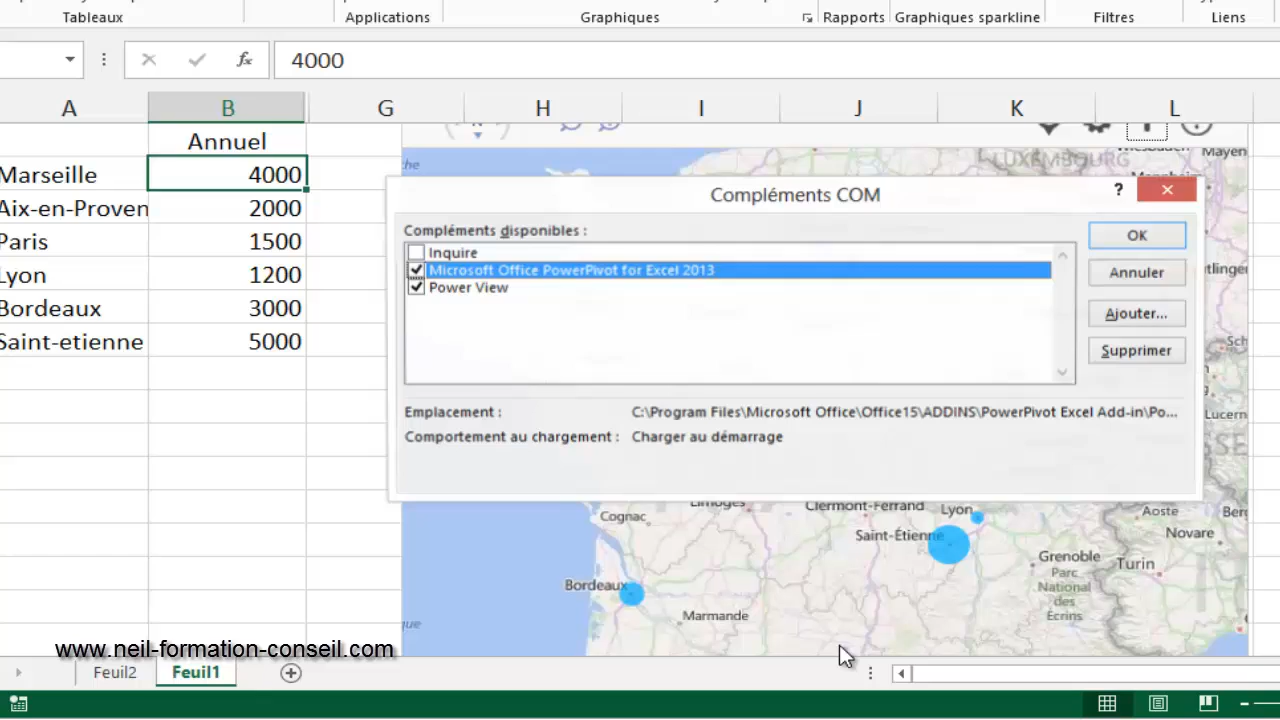 Tableaux
Applications
Graphiques
Rapports
Graphiques sparkline
Filtres
Liens
fx
4000
A B G H I J K L
Annuel
Marseille 4000
Aix-en-Proven 2000
Paris 1500
Lyon 1200
Bordeaux 3000
Saint-etienne 5000
LUXEMBOURG
Mayen
Compléments COM
?
Compléments disponibles :
Inquire
Microsoft Office PowerPivot for Excel 2013
Power View
OK
Annuler
Ajouter...
Supprimer
Emplacement : C:\Program Files\Microsoft Office\Office15\ADDINS\PowerPivot Excel Add-in\Po...
Comportement au chargement : Charger au démarrage
Limoges
Clermont-Ferrand
Lyon
Aoste
Cognac
Saint-Étienne
Novare
Grenoble
Turin
Parc
National
des
Ecrins
Bordeaux
Marmande
www.neil-formation-conseil.com
Feuil2
Feuil1